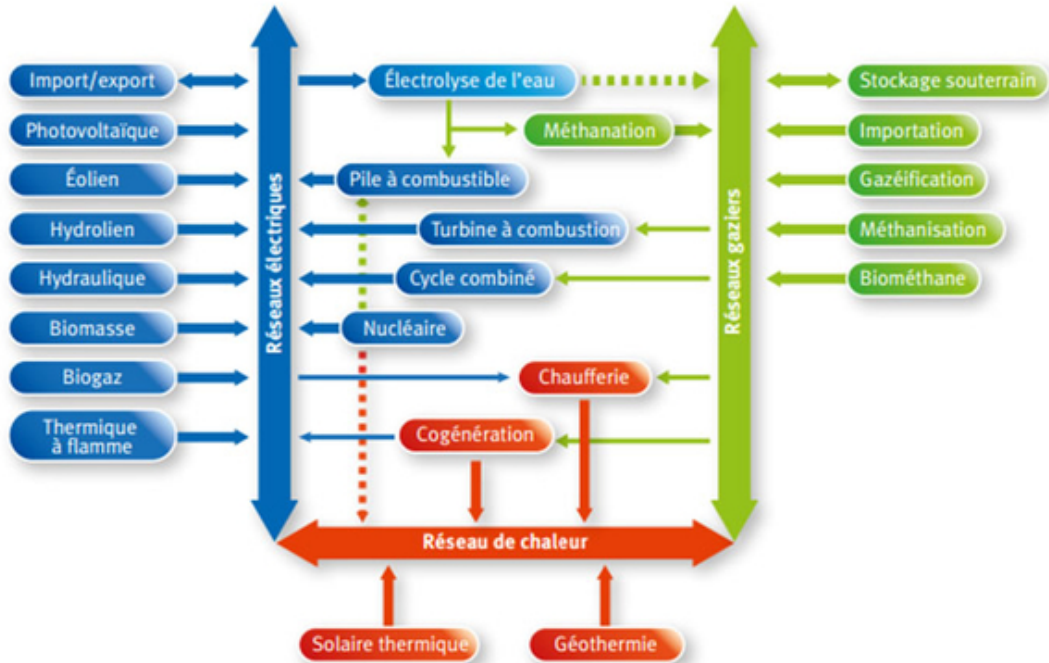 Import/export
Électrolyse de l'eau
Stockage souterrain
Photovoltaïque
Méthanation
Importation
Éolien
Pile à combustible
Gazéification
Hydrolien
Turbine à combustion
Méthanisation
Hydraulique
Cycle combiné
Biométhane
Biomasse
Nucléaire
Biogaz
Chaufferie
Thermique
à flamme
Cogénération
Réseaux électriques
Réseaux gaziers
Réseau de chaleur
Solaire thermique
Géothermie